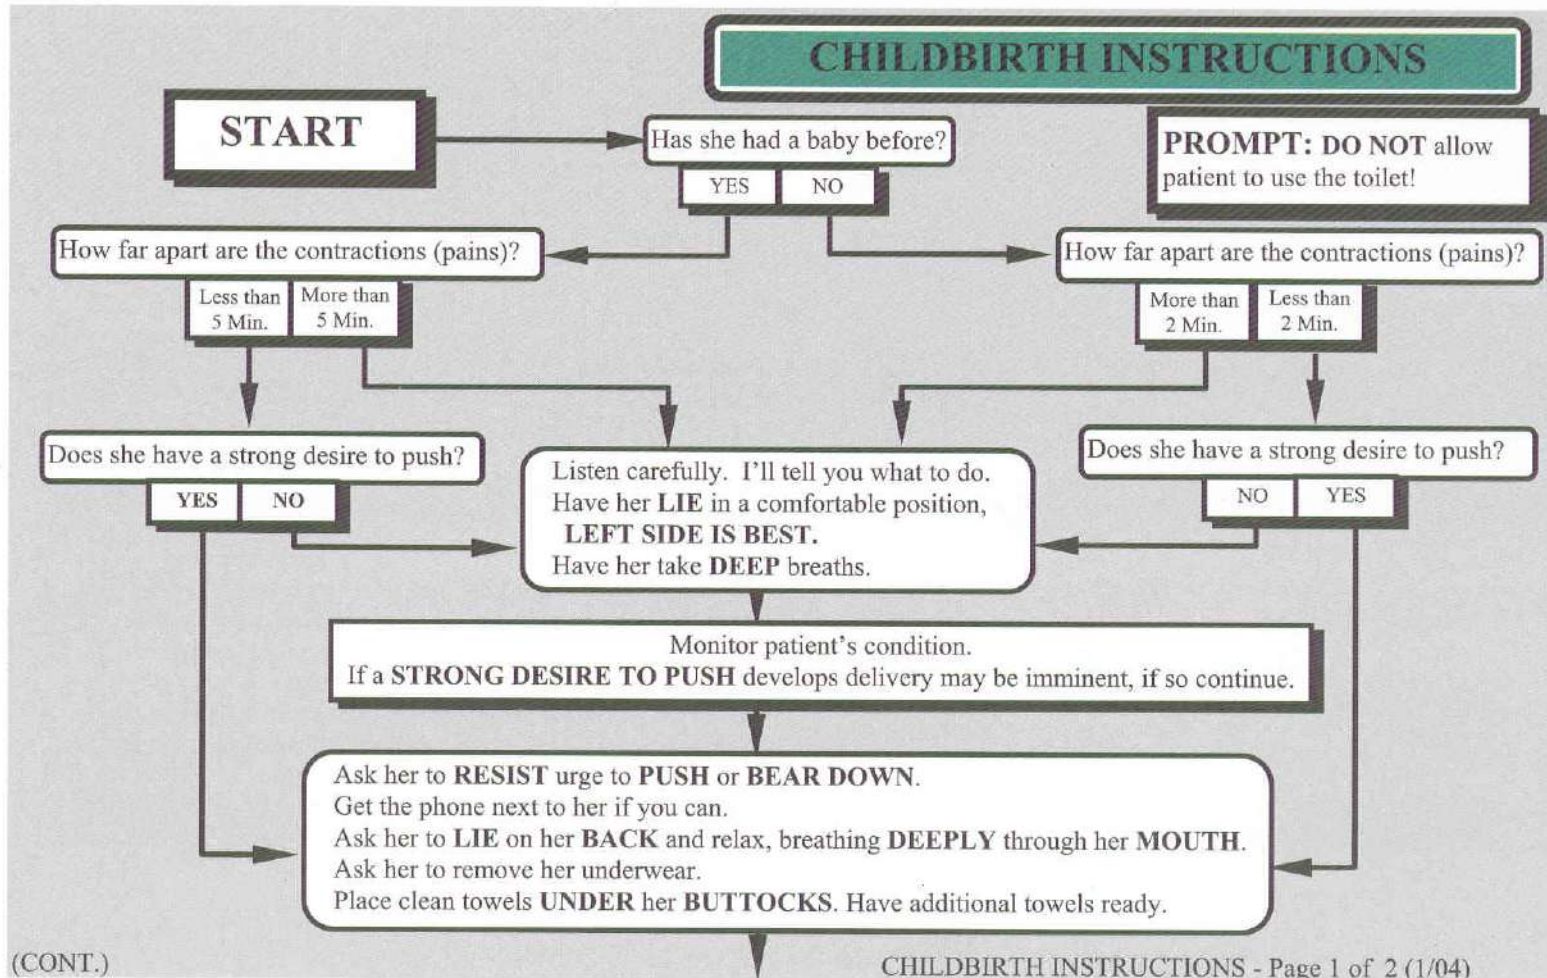 CHILDBIRTH INSTRUCTIONS
START
Has she had a baby before?
YES
NO
PROMPT: DO NOT allow
patient to use the toilet!
How far apart are the contractions (pains)?
Less than
5 Min.
More than
5 Min.
How far apart are the contractions (pains)?
More than
2 Min.
Less than
2 Min.
Does she have a strong desire to push?
YES
NO
Does she have a strong desire to push?
NO
YES
Listen carefully. I'll tell you what to do.
Have her LIE in a comfortable position,
LEFT SIDE IS BEST.
Have her take DEEP breaths.
Monitor patient's condition.
If a STRONG DESIRE TO PUSH develops delivery may be imminent, if so continue.
Ask her to RESIST urge to PUSH or BEAR DOWN.
Get the phone next to her if you can.
Ask her to LIE on her BACK and relax, breathing DEEPLY through her MOUTH.
Ask her to remove her underwear.
Place clean towels UNDER her BUTTOCKS. Have additional towels ready.
(CONT.)
CHILDBIRTH INSTRUCTIONS - Page 1 of 2 (1/04)